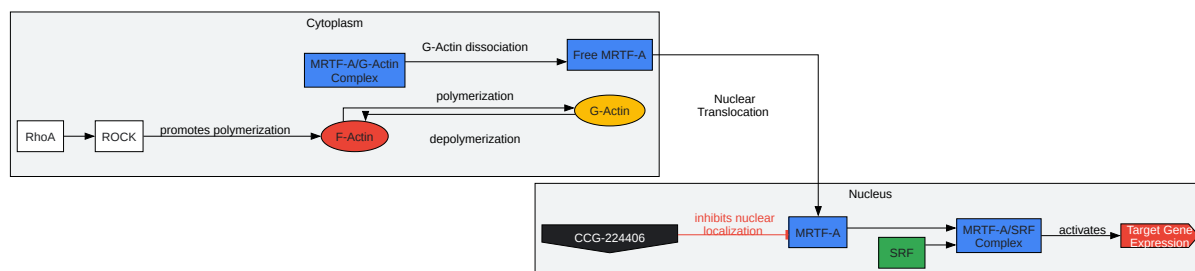 Cytoplasm
G-Actin dissociation
MRTF-A/G-Actin
Complex
Free MRTF-A
polymerization
G-Actin
Nuclear
Translocation
RhoA
ROCK
promotes polymerization
F-Actin
depolymerization
Nucleus
inhibits nuclear
localization
CCG-224406
MRTF-A
MRTF-A/SRF
Complex
activates
Target Gene
Expression
SRF